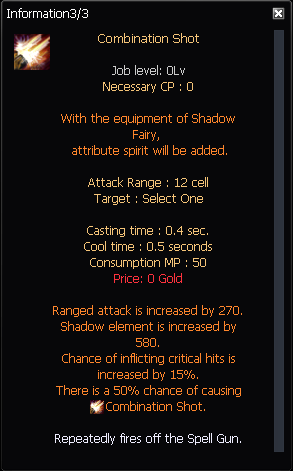 Information3/3
Combination Shot
Job level: 0Lv
Necessary CP : 0
With the equipment of Shadow
Fairy,
attribute spirit will be added.
Attack Range : 12 cell
Target : Select One
Casting time : 0.4 sec.
Cool time : 0.5 seconds
Consumption MP : 50
Price: 0 Gold
Ranged attack is increased by 270.
Shadow element is increased by
580.
Chance of inflicting critical hits is
increased by 15%.
There is a 50% chance of causing
Combination Shot.
Repeatedly fires off the Spell Gun.